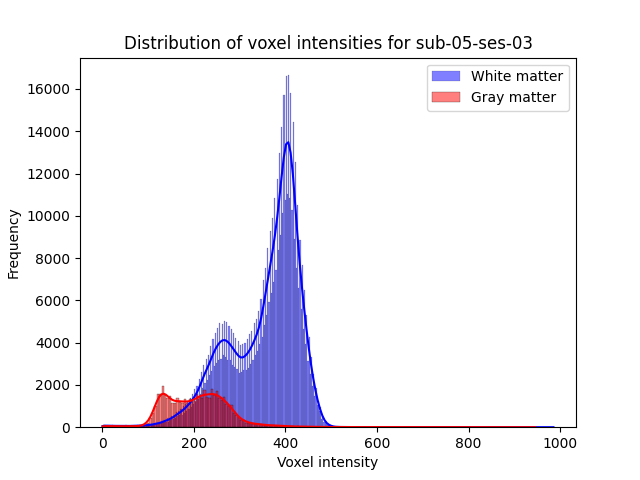 Distribution of voxel intensities for sub-05-ses-03
White matter
Gray matter
16000
14000
12000
10000
8000
6000
4000
2000
0
Frequency
0 200 400 600 800 1000
Voxel intensity